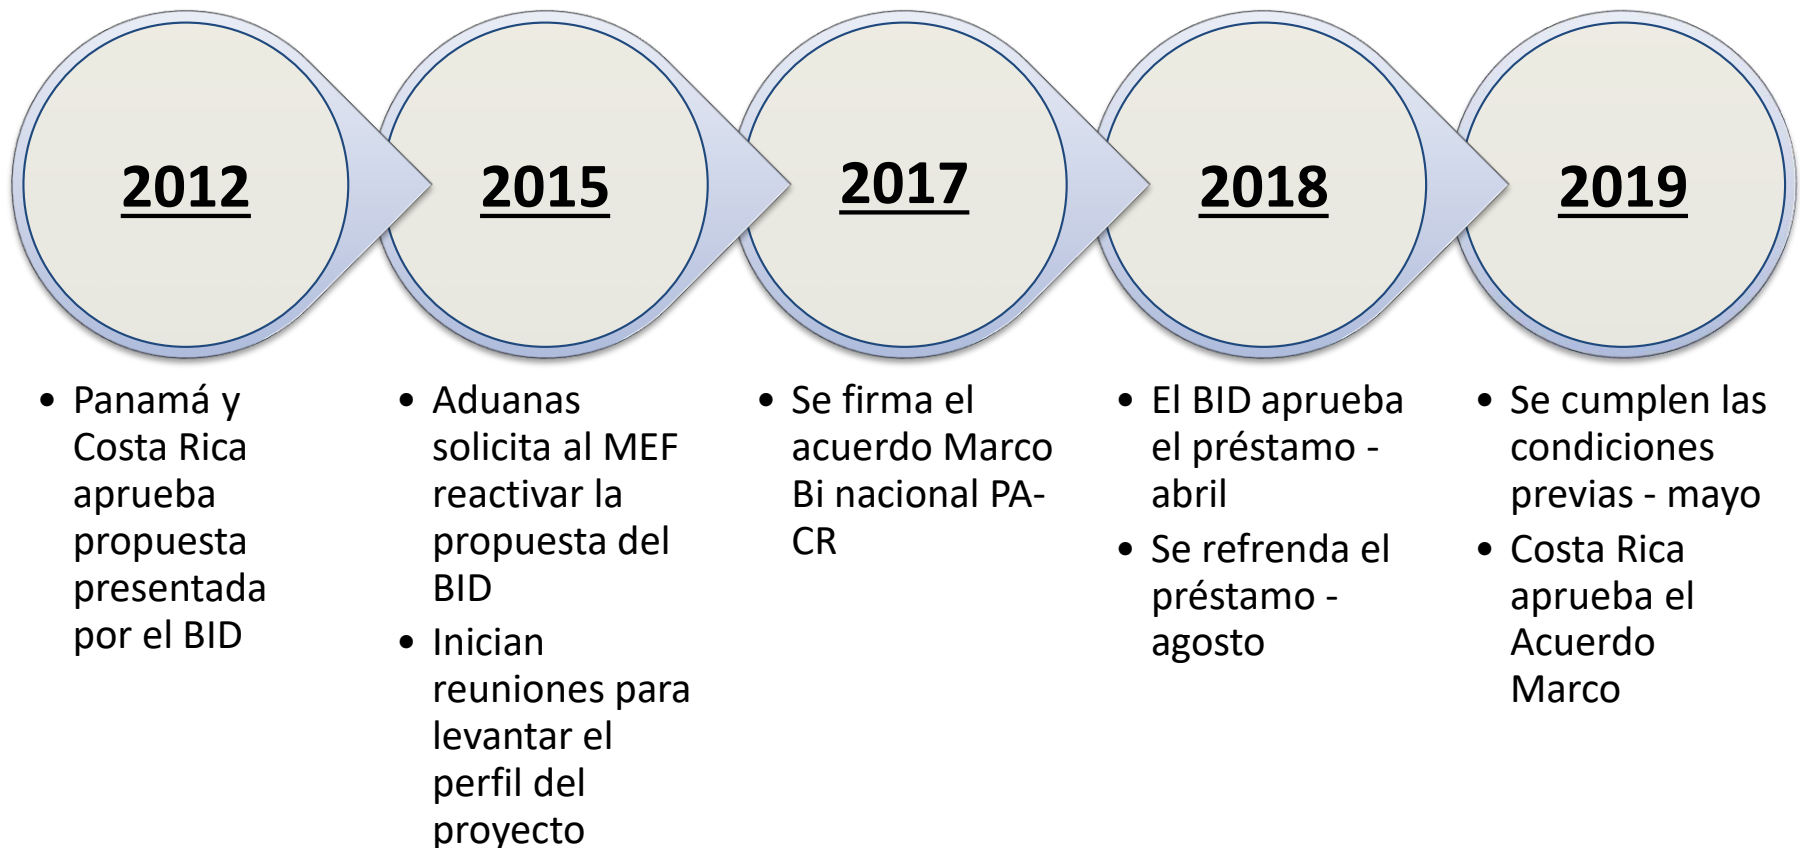 2012
2015
2017
2018
2019
• Panamá y
Costa Rica
aprueba
propuesta
presentada
por el BID
• Aduanas
solicita al MEF
reactivar la
propuesta del
BID
• Inician
reuniones para
levantar el
perfil del
proyecto
• Se firma el
acuerdo Marco
Bi nacional PA-
CR
• El BID aprueba
el préstamo -
abril
• Se refrenda el
préstamo -
agosto
• Se cumplen las
condiciones
previas - mayo
• Costa Rica
aprueba el
Acuerdo
Marco